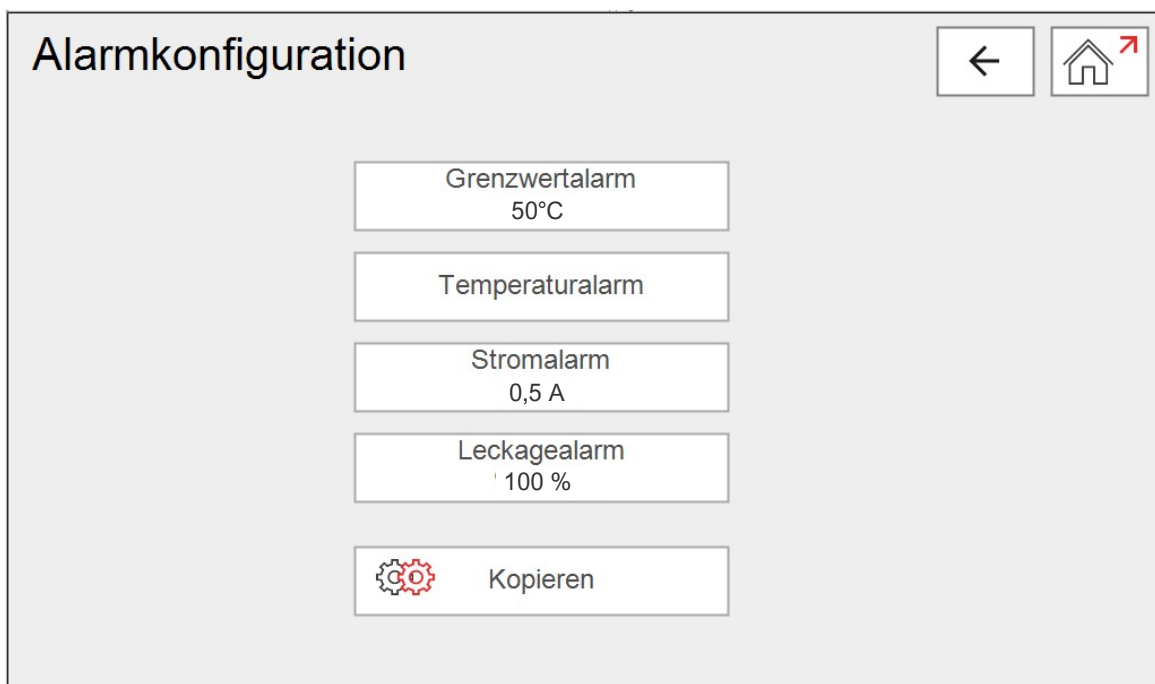 Alarmkonfiguration
Grenzwertalarm
50°C
Temperaturalarm
Stromalarm
0,5 A
Leckagealarm
100 %
Kopieren